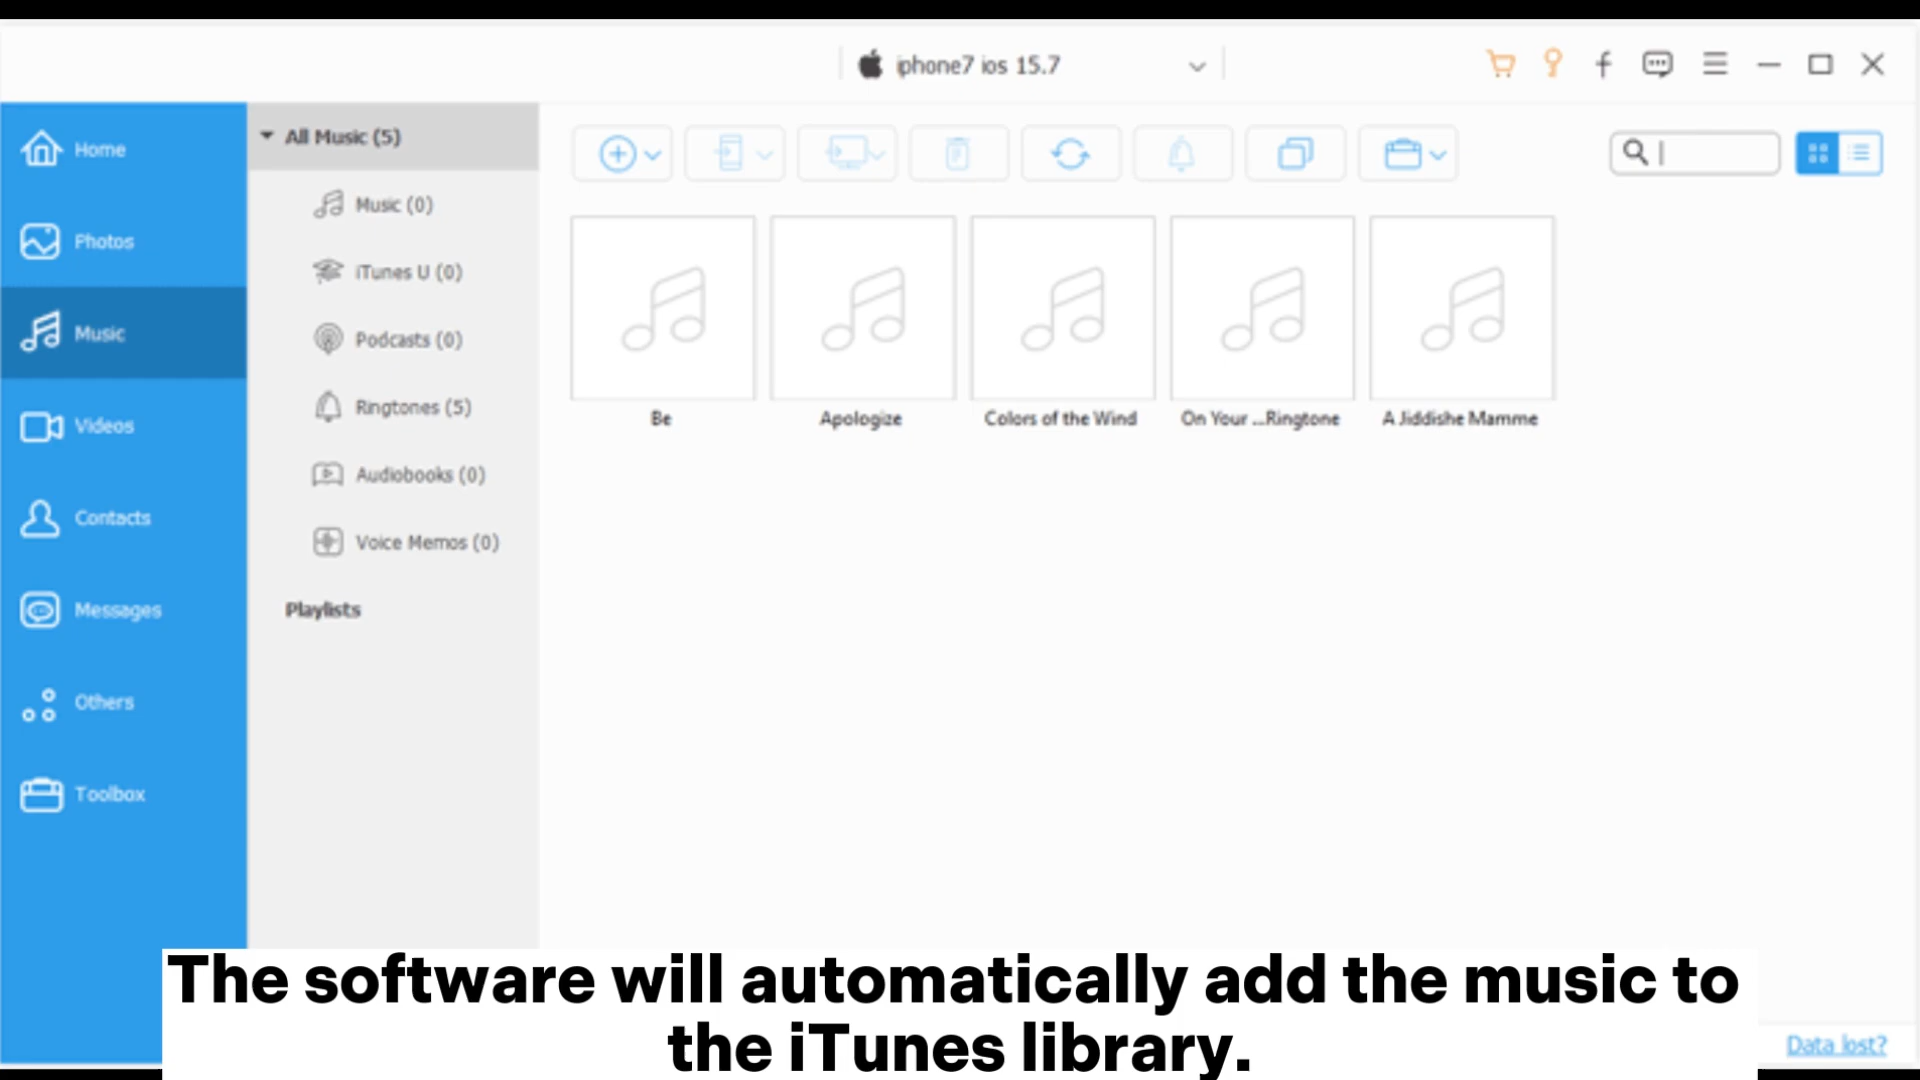 iphone7 ios 15.7
Home
Photos
Music
Videos
Contacts
Messages
Others
Toolbox
All Music (5)
Music (0)
iTunes U (0)
Podcasts (0)
Ringtones (5)
Audiobooks (0)
Voice Memos (0)
Playlists
Be
Apologize
Colors of the Wind
On Your ...Ringtone
A Jiddishe Mamme
The software will automatically add the music to
the iTunes library.
Data lost?